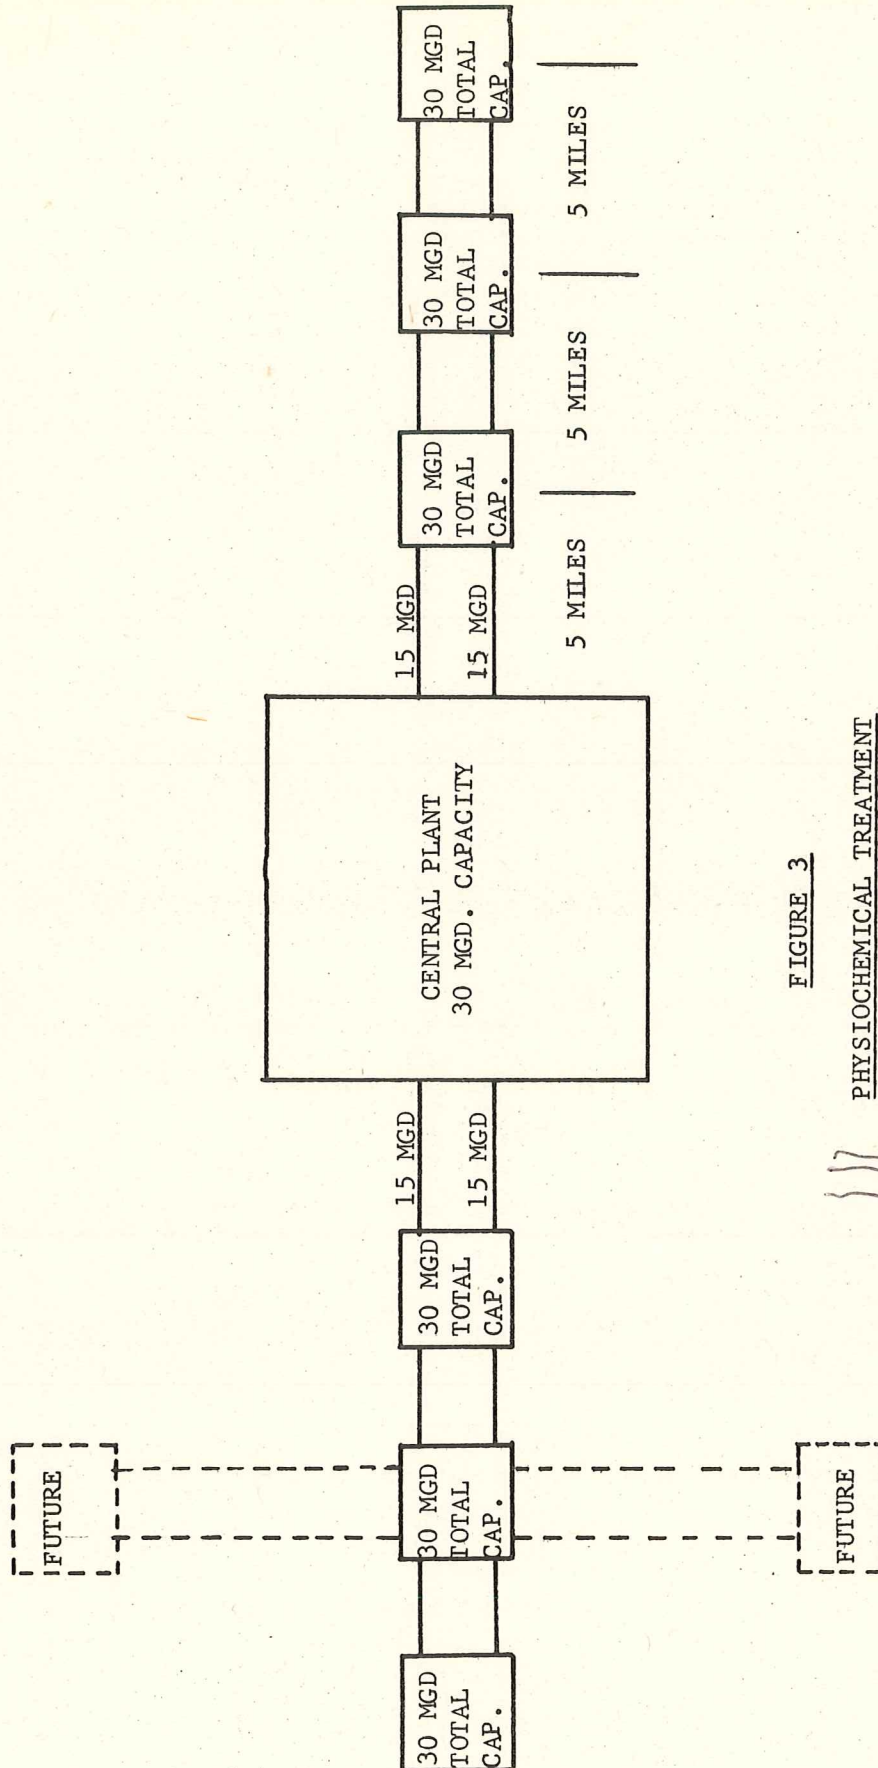 FUTURE
30 MGD
TOTAL
CAP.
30 MGD
TOTAL
CAP.
30 MGD
TOTAL
CAP.
15 MGD
15 MGD
CENTRAL PLANT
30 MGD. CAPACITY
15 MGD
15 MGD
30 MGD
TOTAL
CAP.
30 MGD
TOTAL
CAP.
30 MGD
TOTAL
CAP.
5 MILES
5 MILES
5 MILES
FUTURE
FIGURE 3
PHYSIOCHEMICAL TREATMENT